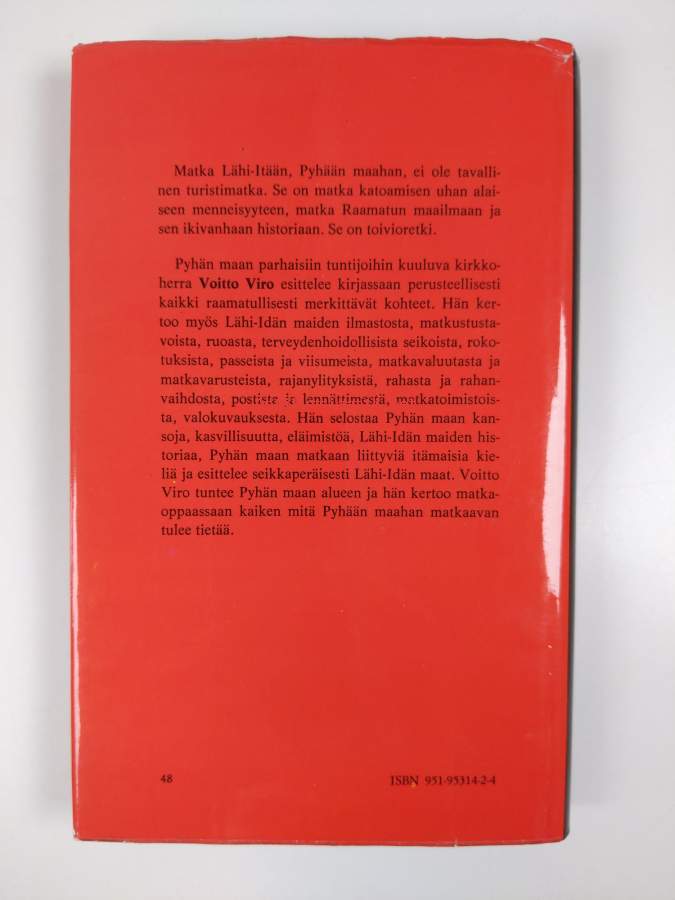 Matka Lähi-Itään, Pyhään maahan, ei ole tavalli-
nen turistimatka. Se on matka katoamisen uhan alai-
seen menneisyyteen, matka Raamatun maailmaan ja
sen ikivanhaan historiaan. Se on toivioretki.
Pyhän maan parhaisiin tuntijoihin kuuluva kirkko-
herra Voitto Viro esittelee kirjassaan perusteellisesti
kaikki raamatullisesti merkittävät kohteet. Hän ker-
too myös Lähi-Idän maiden ilmastosta, matkustusta-
voista, ruoasta, terveydenhoidollisista seikoista, roko-
tuksista, passeista ja viisumeista, matkavaluutasta ja
matkavarusteista, rajanylityksistä, rahasta ja rahan-
vaihdosta, postista ja lennättimestä, matkatoimistois-
ta, valokuvauksesta. Hän selostaa Pyhän maan kan-
soja, kasvillisuutta, eläimistöä, Lähi-Idän maiden his-
toriaa, Pyhän maan matkaan liittyviä itämaisia kie-
liä ja esittelee seikkaperäisesti Lähi-Idän maat. Voitto
Viro tuntee Pyhän maan alueen ja hän kertoo matka-
oppaassaan kaiken mitä Pyhään maahan matkaavan
tulee tietää.
48
ISBN 951-95314-2-4